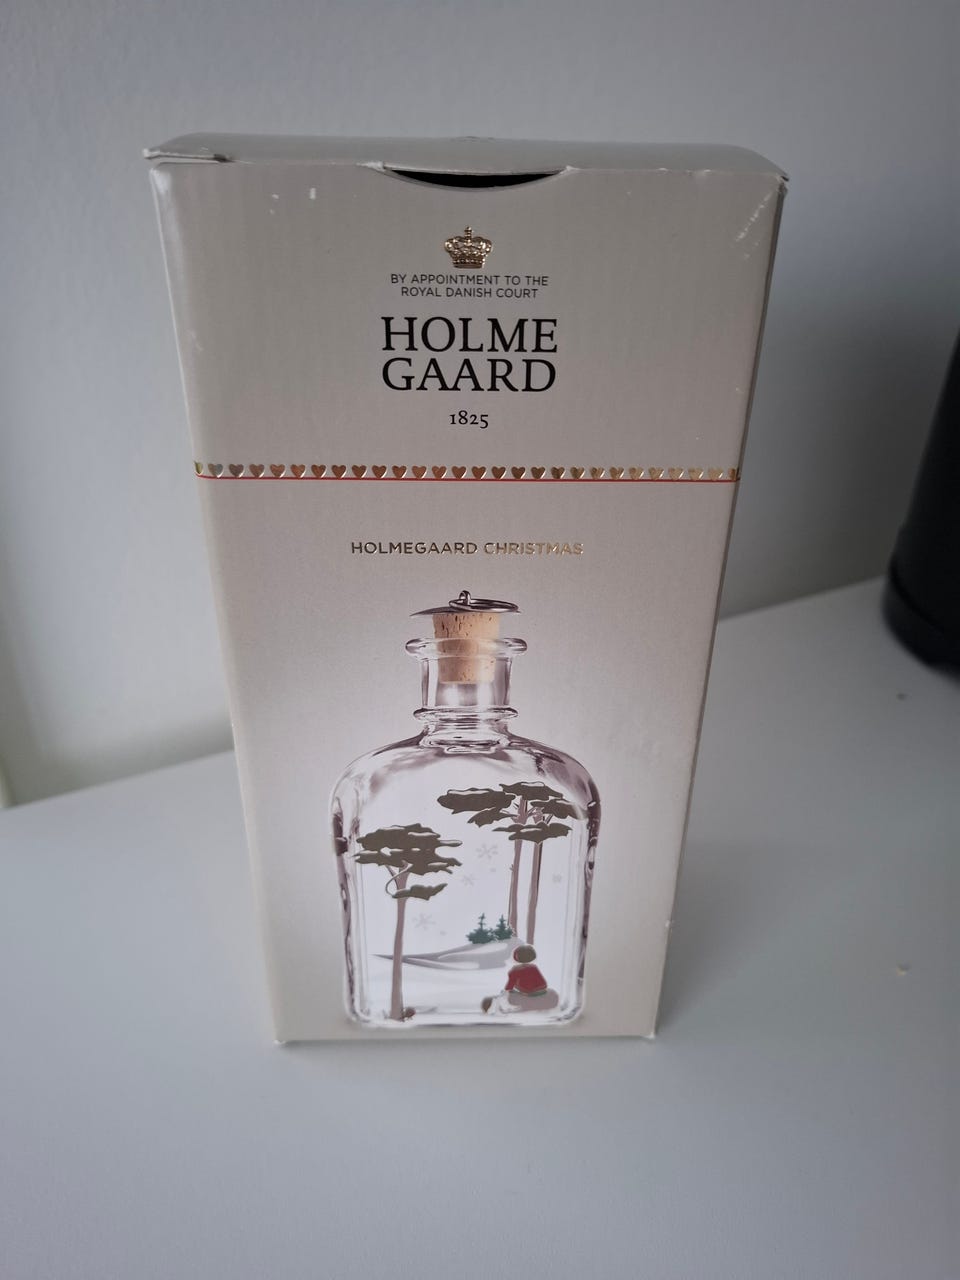 BY APPOINTMENT TO THE
ROYAL DANISH COURT
HOLME
GAARD
1825
HOLMEGAARD CHRISTMAS